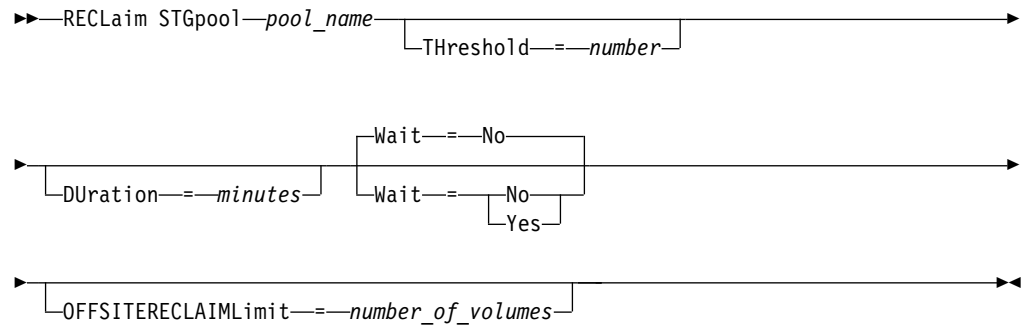 RECLaim STGpool pool_name
THreshold = number
Wait = No
DUration = minutes Wait = No
Yes
OFFSITERECLAIMLimit = number_of_volumes